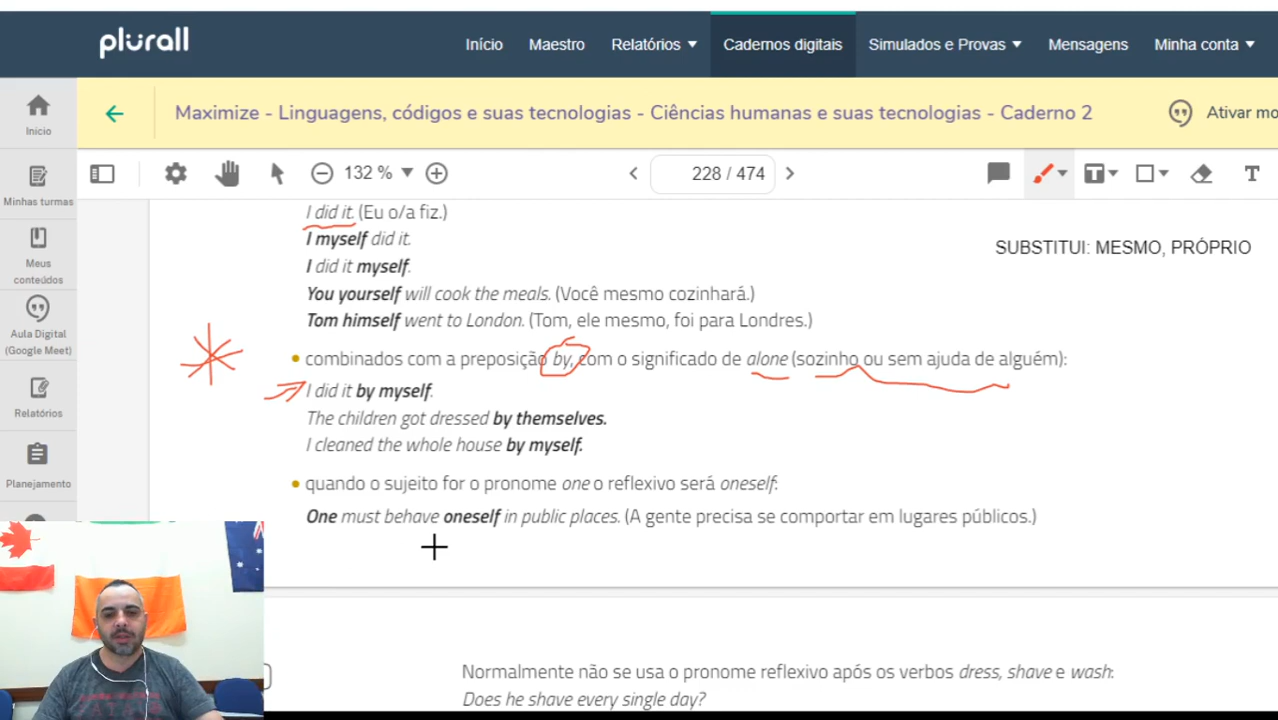 plurall
Início Maestro Relatórios Cadernos digitais Simulados e Provas Mensagens Minha conta
Maximize - Linguagens, códigos e suas tecnologias - Ciências humanas e suas tecnologias - Caderno 2
Ativar mo
Início
Minhas turmas
Meus
conteúdos
Aula Digital
(Google Meet)
Relatórios
Planejamento
132 %
228 / 474
T
T
I did it. (Eu o/a fiz.)
I myself did it.
SUBSTITUI: MESMO, PRÓPRIO
I did it myself.
You yourself will cook the meals. (Você mesmo cozinhará.)
Tom himself went to London. (Tom, ele mesmo, foi para Londres.)
• combinados com a preposição by, com o significado de alone (sozinho ou sem ajuda de alguém):
I did it by myself.
The children got dressed by themselves.
I cleaned the whole house by myself.
• quando o sujeito for o pronome one o reflexivo será oneself:
One must behave oneself in public places. (A gente precisa se comportar em lugares públicos.)
Normalmente não se usa o pronome reflexivo após os verbos dress, shave e wash:
Does he shave every single day?